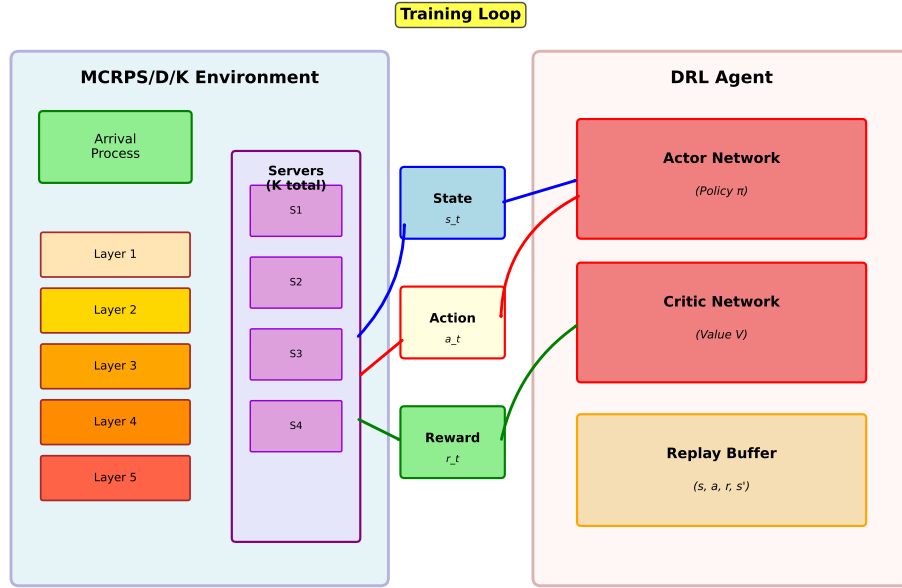 Training Loop
MCRPS/D/K Environment
Arrival
Process
Layer 1
Layer 2
Layer 3
Layer 4
Layer 5
Servers
(K total)
S1
S2
S3
S4
State
s_t
Action
a_t
Reward
r_t
DRL Agent
Actor Network
(Policy π)
Critic Network
(Value V)
Replay Buffer
(s, a, r, s')